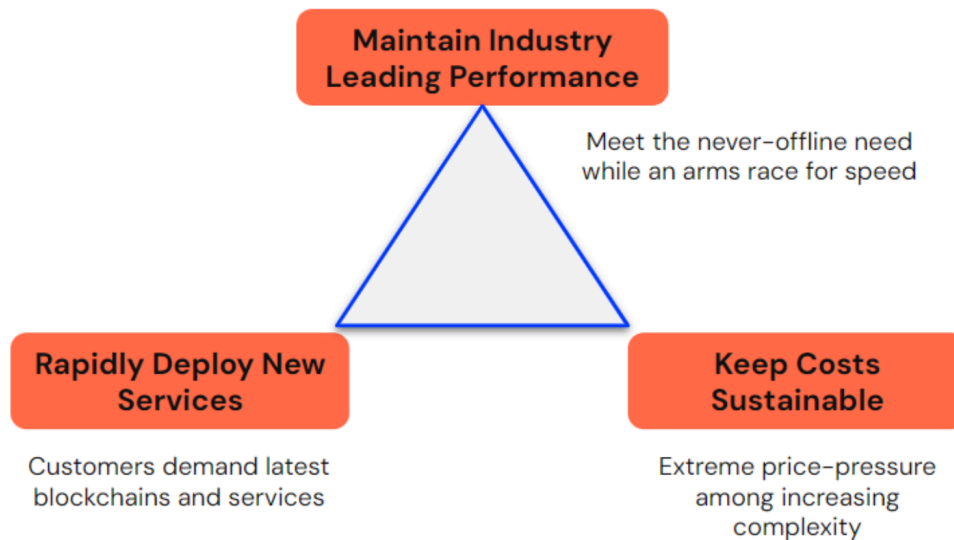 Maintain Industry
Leading Performance
Meet the never-offline need
while an arms race for speed
Rapidly Deploy New
Services
Customers demand latest
blockchains and services
Keep Costs
Sustainable
Extreme price-pressure
among increasing
complexity